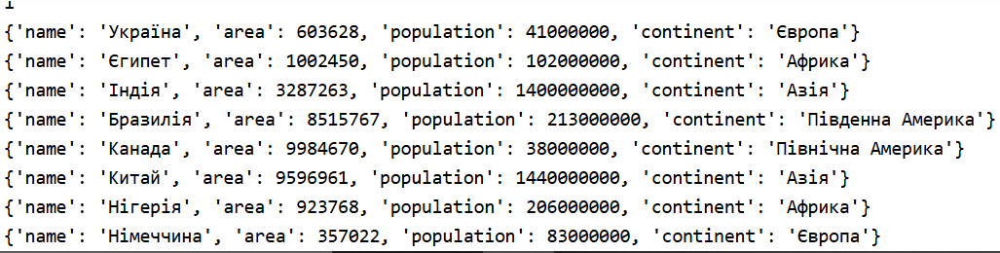 {'name': 'Україна', 'area': 603628, 'population': 41000000, 'continent': 'Європа'}
{'name': 'Єгипет', 'area': 1002450, 'population': 102000000, 'continent': 'Африка'}
{'name': 'Індія', 'area': 3287263, 'population': 1400000000, 'continent': 'Азія'}
{'name': 'Бразилія', 'area': 8515767, 'population': 213000000, 'continent': 'Південна Америка'}
{'name': 'Канада', 'area': 9984670, 'population': 38000000, 'continent': 'Північна Америка'}
{'name': 'Китай', 'area': 9596961, 'population': 1440000000, 'continent': 'Азія'}
{'name': 'Нігерія', 'area': 923768, 'population': 206000000, 'continent': 'Африка'}
{'name': 'Німеччина', 'area': 357022, 'population': 83000000, 'continent': 'Європа'}